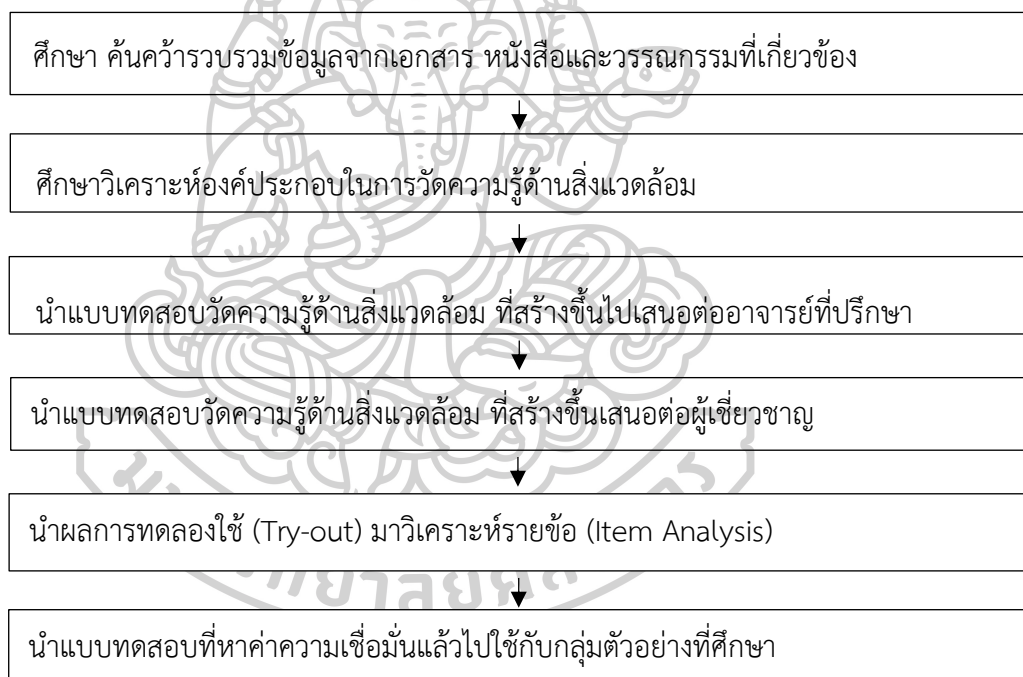 ศึกษา ค้นคว้ารวบรวมข้อมูลจากเอกสาร หนังสือและวรรณกรรมที่เกี่ยวข้อง
ศึกษาวิเคราะห์องค์ประกอบในการวัดความรู้ด้านสิ่งแวดล้อม
นำแบบทดสอบวัดความรู้ด้านสิ่งแวดล้อม ที่สร้างขึ้นไปเสนอต่ออาจารย์ที่ปรึกษา
นำแบบทดสอบวัดความรู้ด้านสิ่งแวดล้อม ที่สร้างขึ้นเสนอต่อผู้เชี่ยวชาญ
นำผลการทดลองใช้ (Try-out) มาวิเคราะห์รายข้อ (Item Analysis)
นำแบบทดสอบที่หาค่าความเชื่อมั่นแล้วไปใช้กับกลุ่มตัวอย่างที่ศึกษา